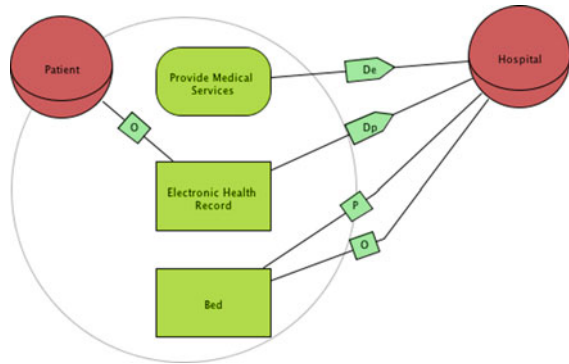 Patient
Provide Medical
Services
De
Hospital
O
Dp
Electronic Health
Record
P
O
Bed